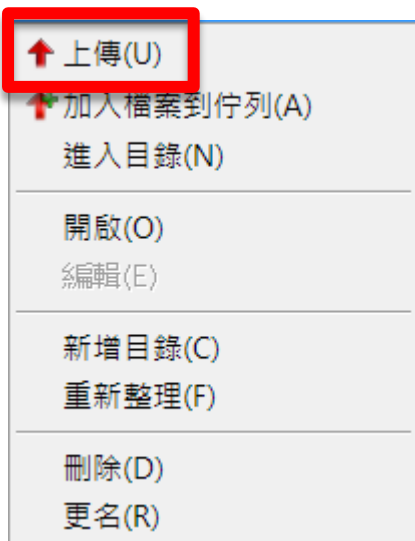 上傳(U)
加入檔案到佇列(A)
進入目錄(N)
開啟(O)
編輯(E)
新增目錄(C)
重新整理(F)
刪除(D)
更名(R)